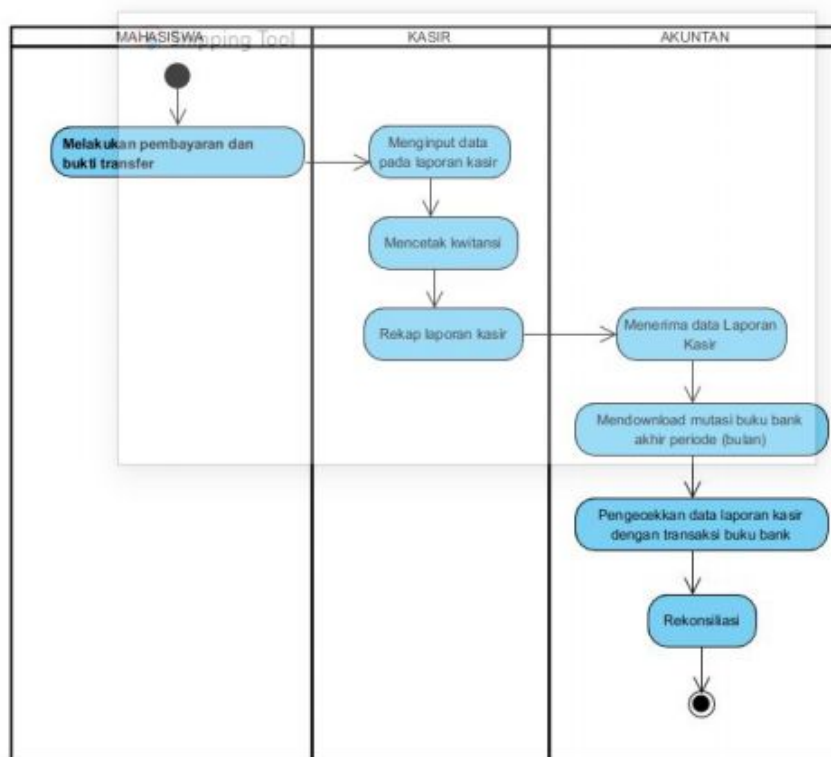 MAHASISWA
Snipping Tool
KASIR
AKUNTAN
Melakukan pembayaran dan
bukti transfer
Menginput data
pada laporan kasir
Mencetak kwitansi
Rekap laporan kasir
Menerima data Laporan
Kasir
Mendownload mutasi buku bank
akhir periode (bulan)
Pengecekkan data laporan kasir
dengan transaksi buku bank
Rekonsiliasi